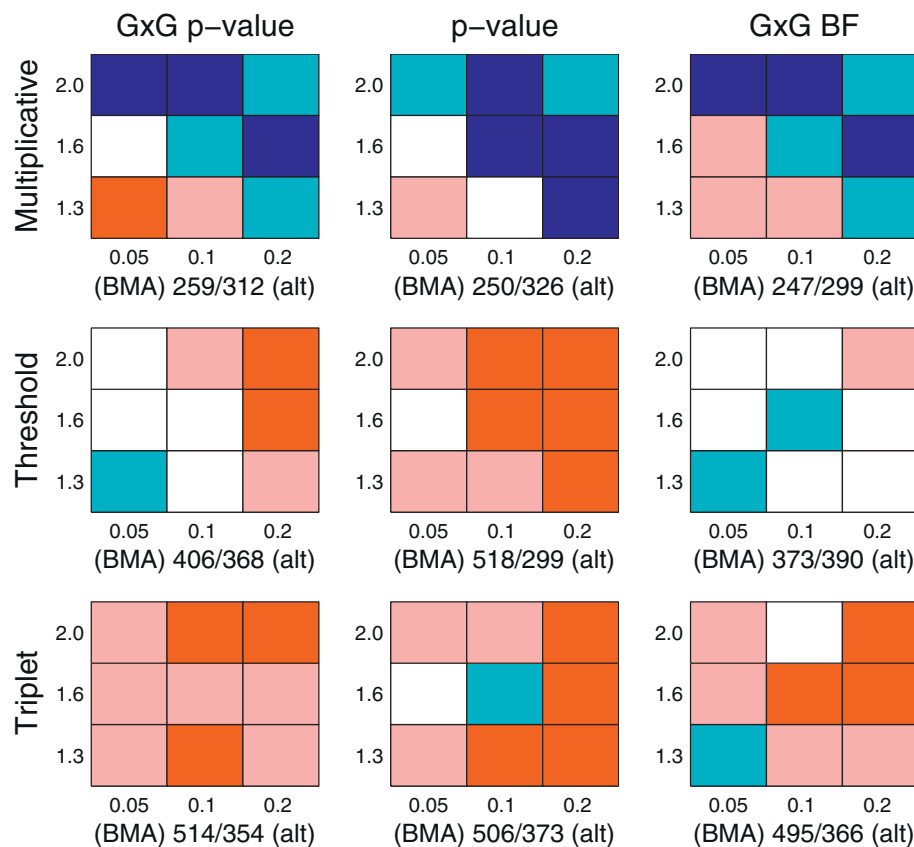 GxG p−value p−value GxG BF
Multiplicative
2.0 2.0 2.0
1.6 1.6 1.6
1.3 1.3 1.3
0.05 0.1 0.2 0.05 0.1 0.2 0.05 0.1 0.2
(BMA) 259/312 (alt) (BMA) 250/326 (alt) (BMA) 247/299 (alt)
Threshold
2.0 2.0 2.0
1.6 1.6 1.6
1.3 1.3 1.3
0.05 0.1 0.2 0.05 0.1 0.2 0.05 0.1 0.2
(BMA) 406/368 (alt) (BMA) 518/299 (alt) (BMA) 373/390 (alt)
Triplet
2.0 2.0 2.0
1.6 1.6 1.6
1.3 1.3 1.3
0.05 0.1 0.2 0.05 0.1 0.2 0.05 0.1 0.2
(BMA) 514/354 (alt) (BMA) 506/373 (alt) (BMA) 495/366 (alt)